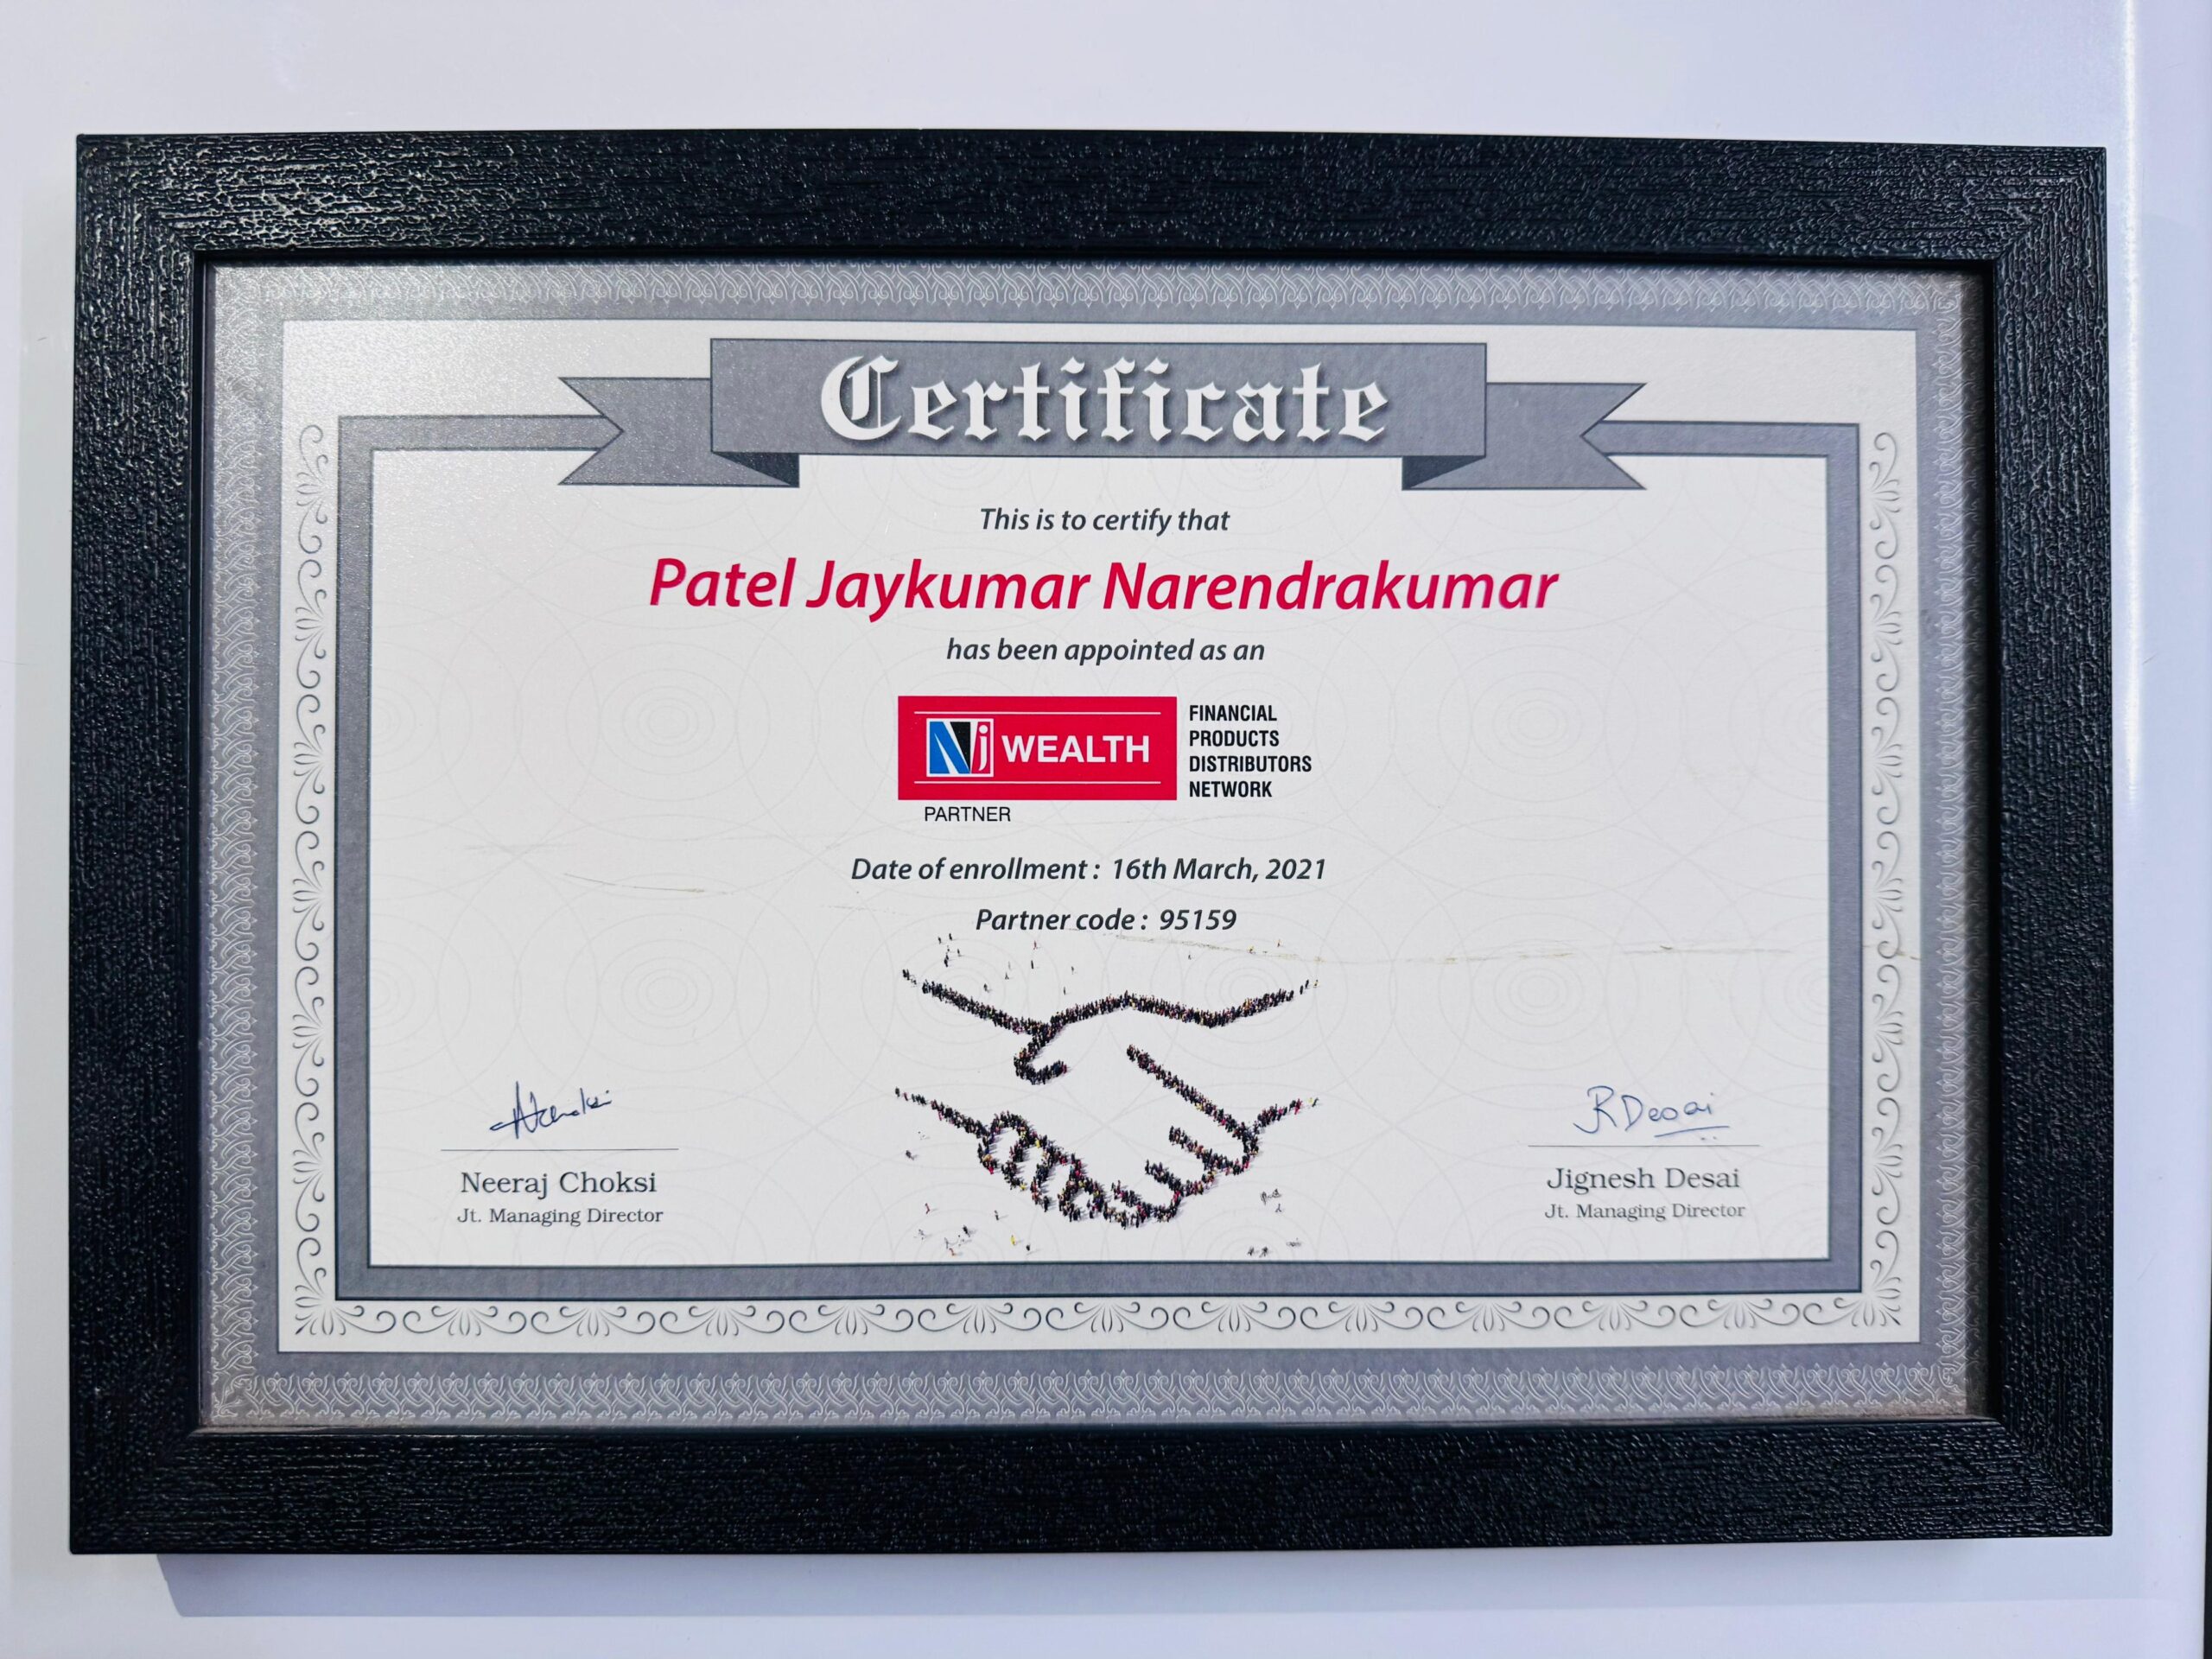 Certificate
This is to certify that
Patel Jaykumar Narendrakumar
has been appointed as an
Nj WEALTH
FINANCIAL
PRODUCTS
DISTRIBUTORS
NETWORK
PARTNER
Date of enrollment : 16th March, 2021
Partner code : 95159
NChoksi
JRDesai
Neeraj Choksi
Jt. Managing Director
Jignesh Desai
Jt. Managing Director